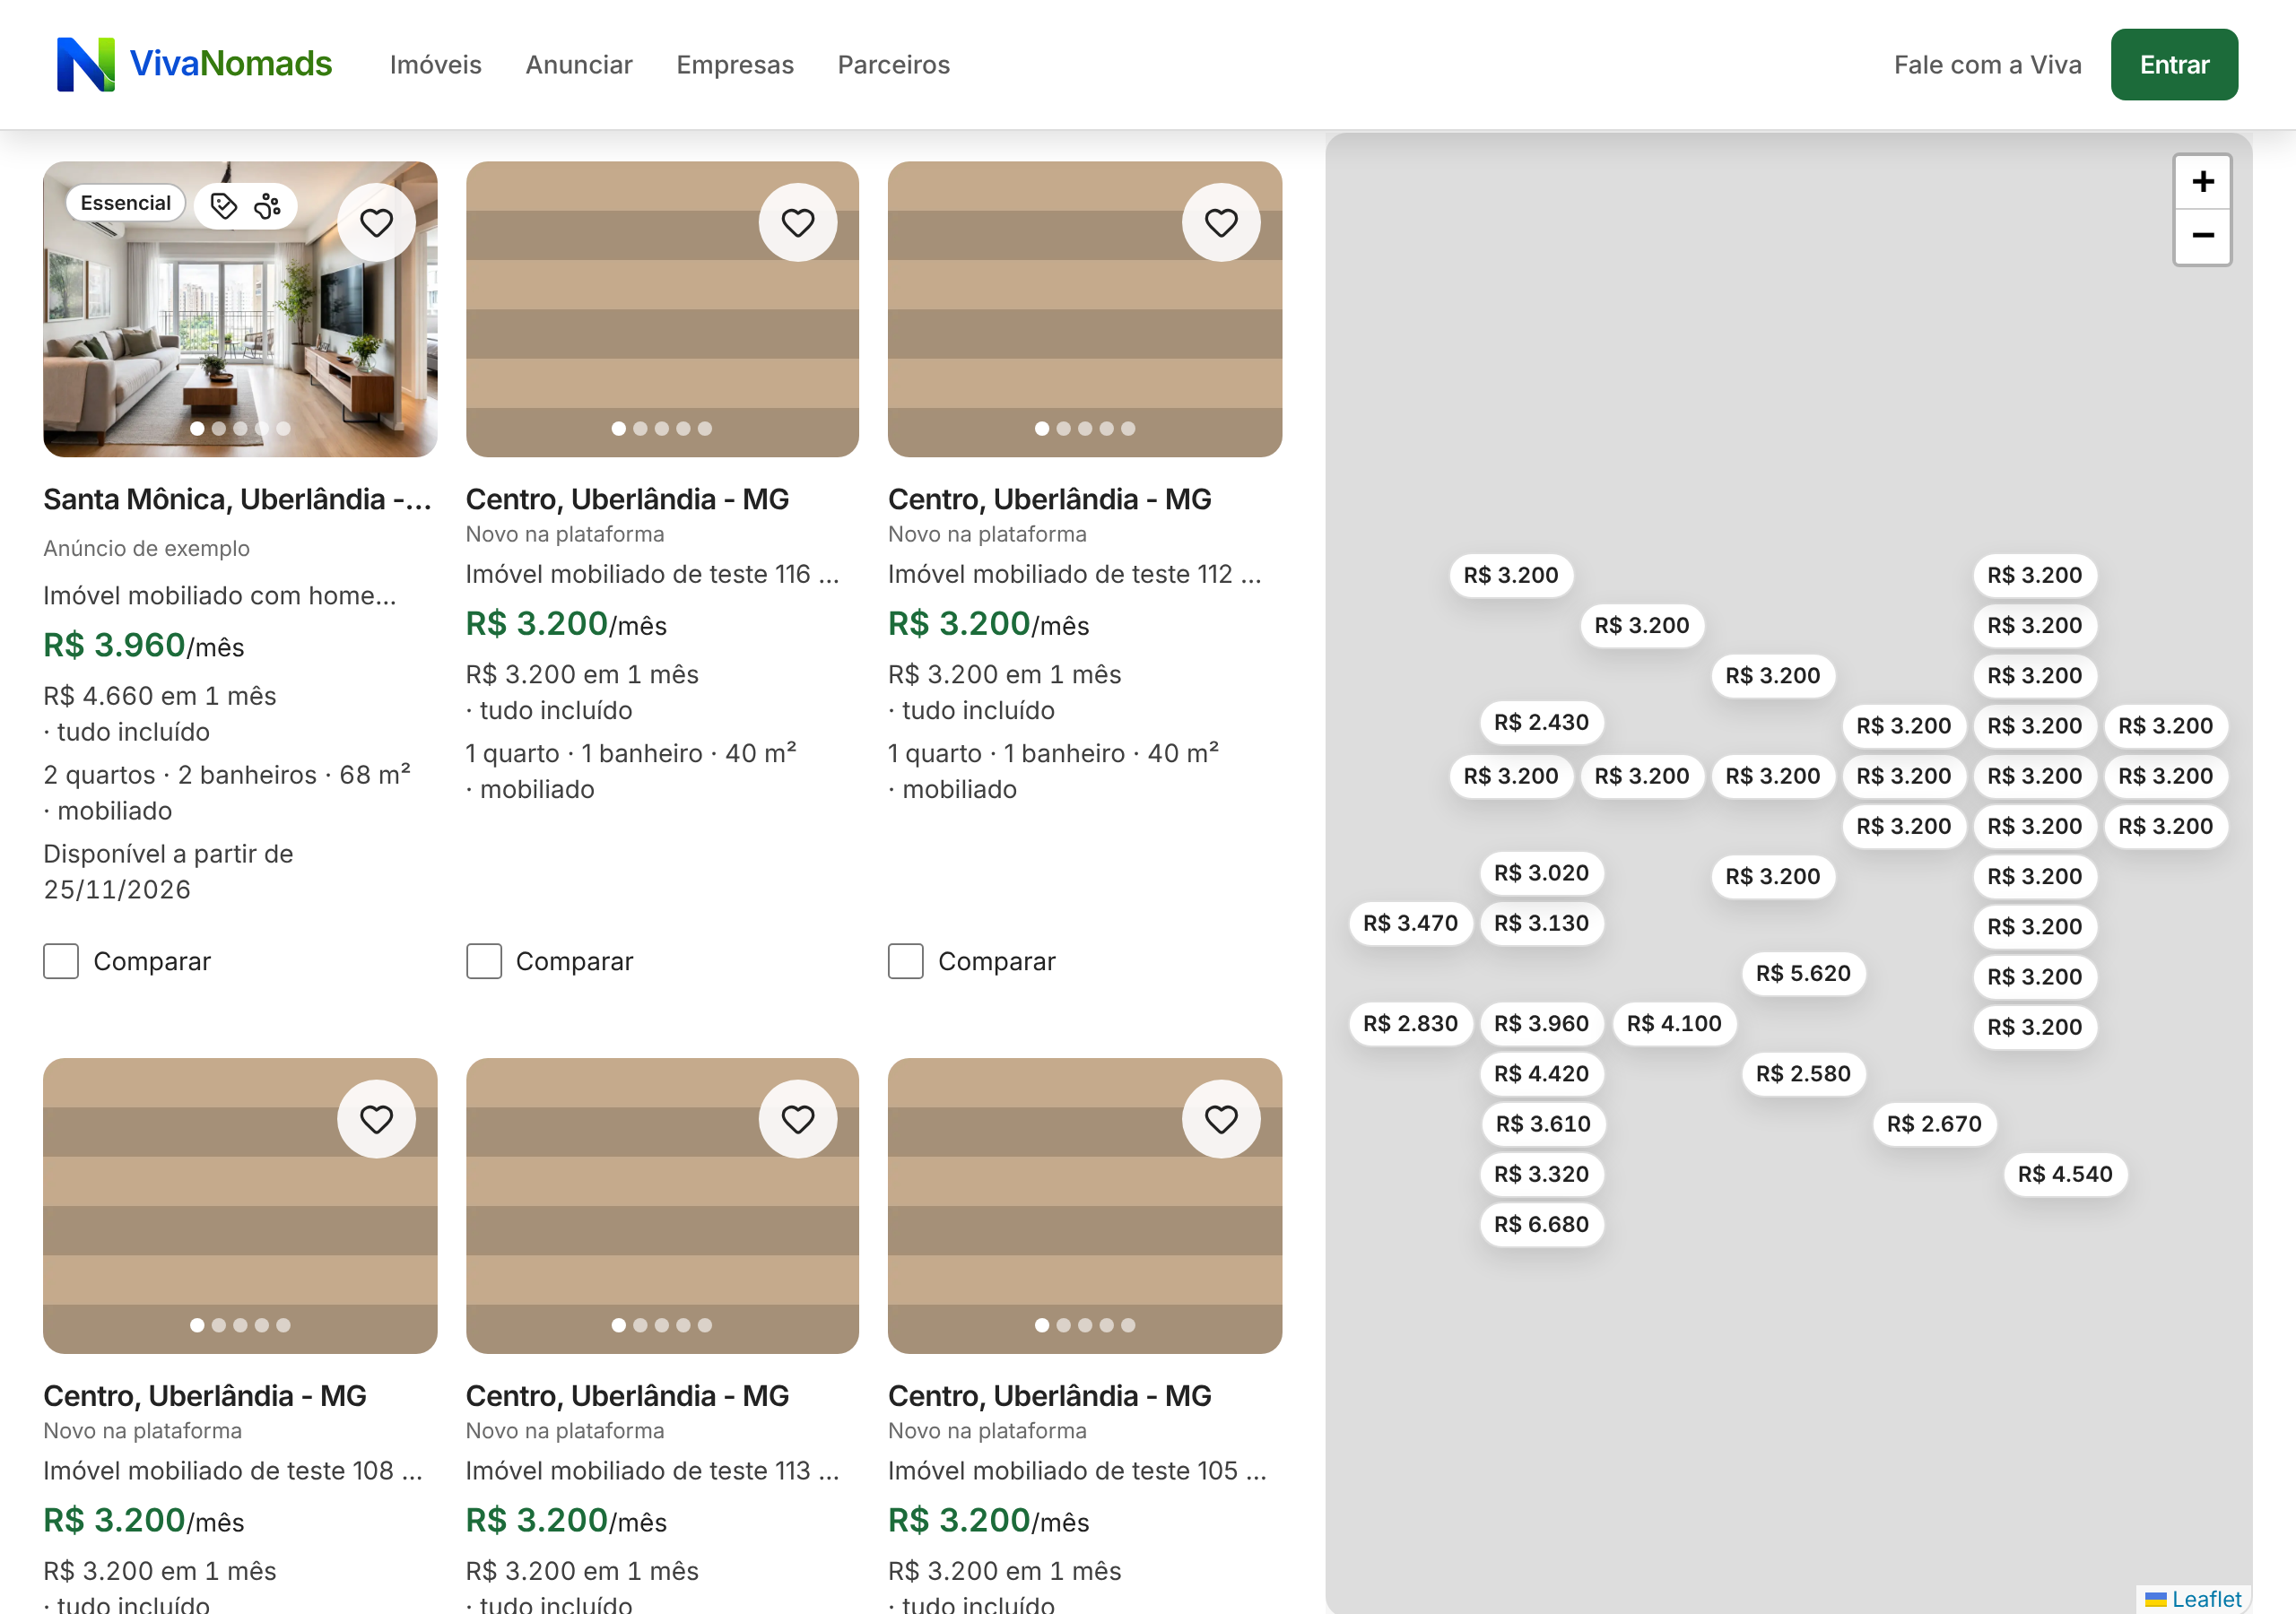 VivaNomads
Imóveis
Anunciar
Empresas
Parceiros
Fale com a Viva
Entrar
Essencial
Santa Mônica, Uberlândia -...
Anúncio de exemplo
Imóvel mobiliado com home...
R$ 3.960/mês
R$ 4.660 em 1 mês
· tudo incluído
2 quartos · 2 banheiros · 68 m²
· mobiliado
Disponível a partir de
25/11/2026
Comparar
Centro, Uberlândia - MG
Novo na plataforma
Imóvel mobiliado de teste 116 ...
R$ 3.200/mês
R$ 3.200 em 1 mês
· tudo incluído
1 quarto · 1 banheiro · 40 m²
· mobiliado
Comparar
Centro, Uberlândia - MG
Novo na plataforma
Imóvel mobiliado de teste 112 ...
R$ 3.200/mês
R$ 3.200 em 1 mês
· tudo incluído
1 quarto · 1 banheiro · 40 m²
· mobiliado
Comparar
Centro, Uberlândia - MG
Novo na plataforma
Imóvel mobiliado de teste 108 ...
R$ 3.200/mês
R$ 3.200 em 1 mês
· tudo incluído
Centro, Uberlândia - MG
Novo na plataforma
Imóvel mobiliado de teste 113 ...
R$ 3.200/mês
R$ 3.200 em 1 mês
· tudo incluído
Centro, Uberlândia - MG
Novo na plataforma
Imóvel mobiliado de teste 105 ...
R$ 3.200/mês
R$ 3.200 em 1 mês
· tudo incluído
+
−
R$ 3.200
R$ 3.200
R$ 3.200
R$ 3.200
R$ 3.200
R$ 3.200
R$ 2.430
R$ 3.200
R$ 3.200
R$ 3.200
R$ 3.200
R$ 3.200
R$ 3.200
R$ 3.200
R$ 3.200
R$ 3.200
R$ 3.200
R$ 3.200
R$ 3.200
R$ 3.020
R$ 3.200
R$ 3.200
R$ 3.470
R$ 3.130
R$ 3.200
R$ 5.620
R$ 3.200
R$ 2.830
R$ 3.960
R$ 4.100
R$ 3.200
R$ 4.420
R$ 2.580
R$ 3.610
R$ 2.670
R$ 3.320
R$ 4.540
R$ 6.680
Leaflet